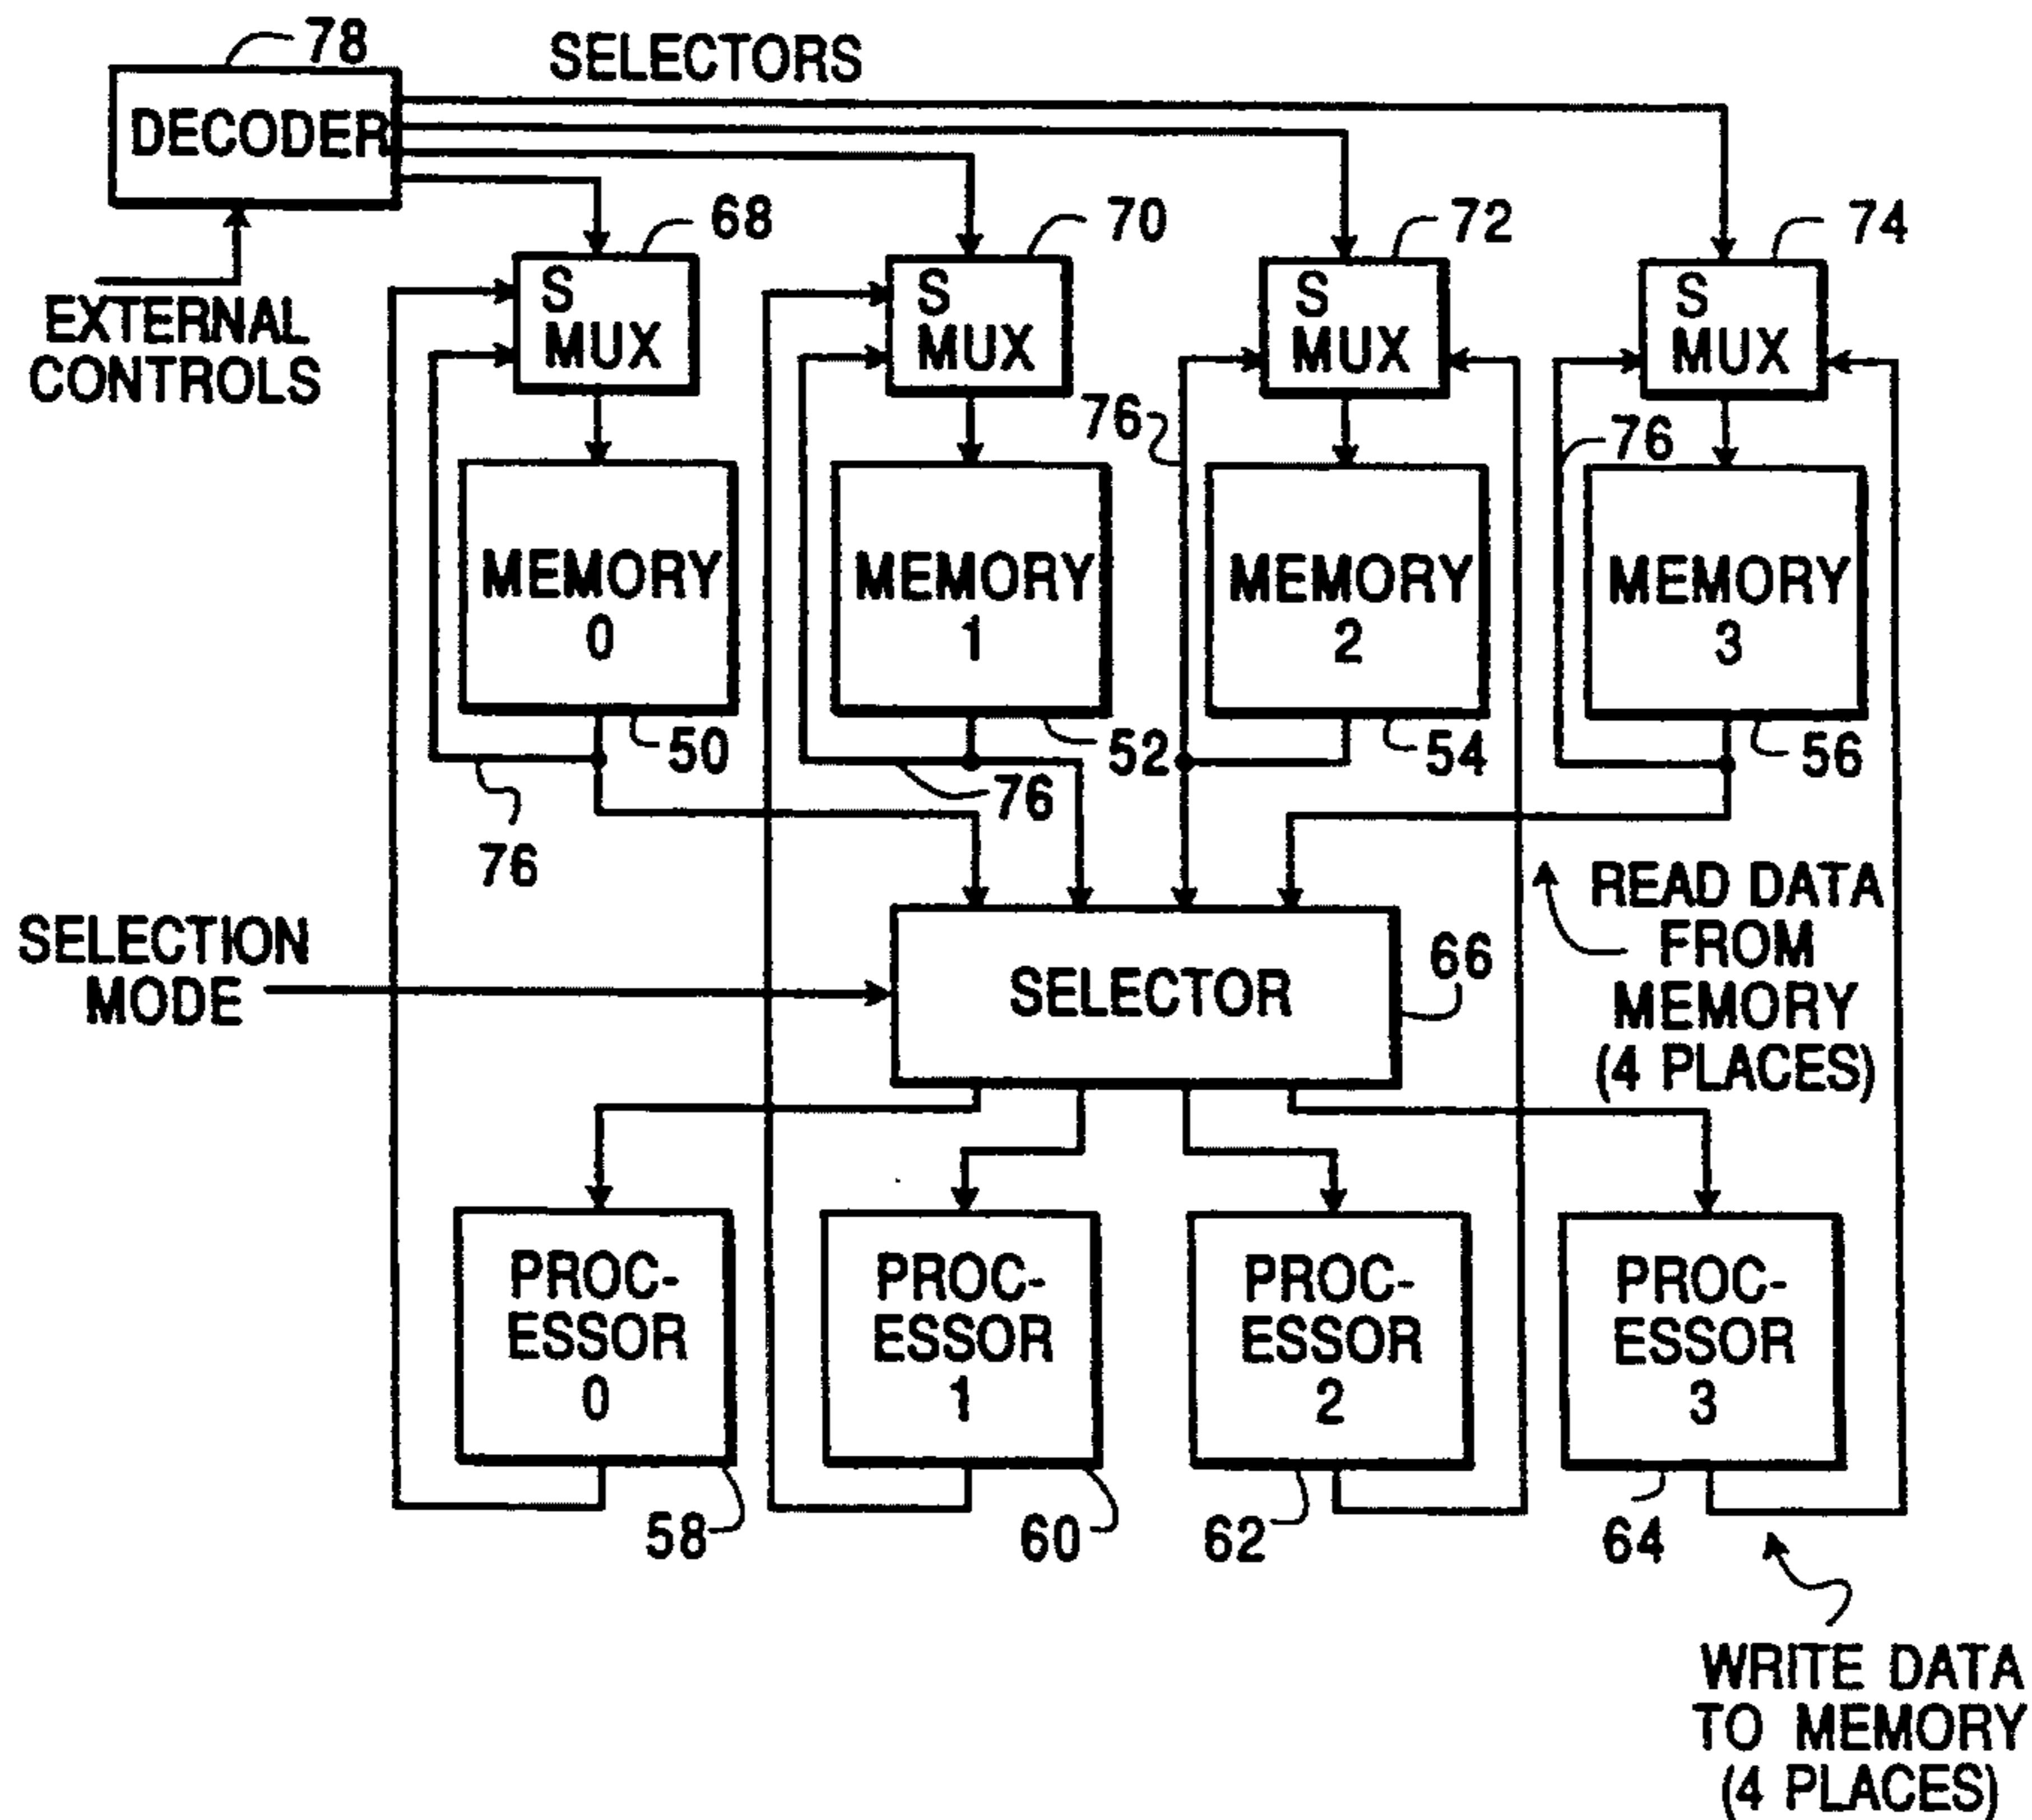 78
SELECTORS
DECODER
68
70
72
74
S
MUX
S
MUX
S
MUX
S
MUX
EXTERNAL
CONTROLS
76
76
MEMORY
0
MEMORY
1
MEMORY
2
MEMORY
3
50
52
54
56
76
76
READ DATA
FROM
MEMORY
(4 PLACES)
SELECTION
MODE
SELECTOR
66
PROC-
ESSOR
0
PROC-
ESSOR
1
PROC-
ESSOR
2
PROC-
ESSOR
3
58
60
62
64
WRITE DATA
TO MEMORY
(4 PLACES)